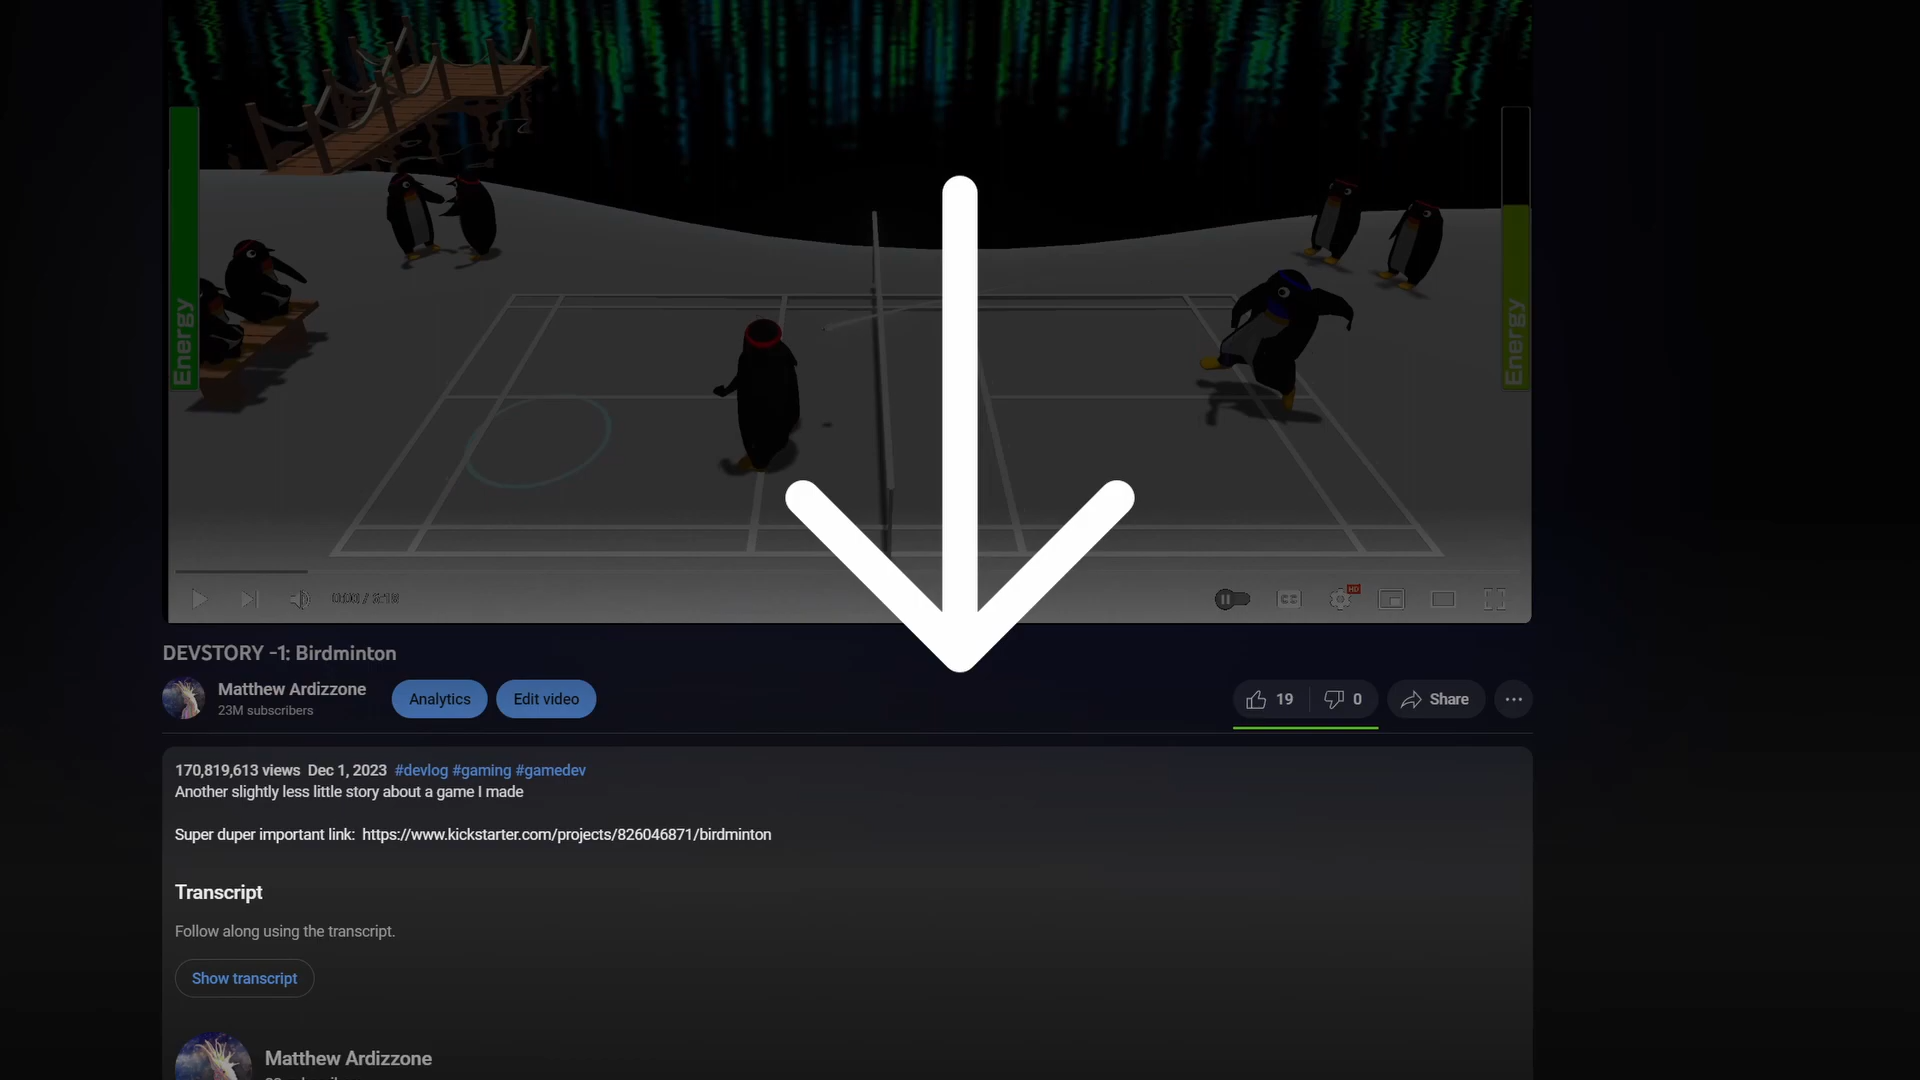 Energy
Energy
HD
CC
DEVSTORY -1: Birdminton
Matthew Ardizzone
23M subscribers
Analytics
Edit video
19
0
Share
170,819,613 views Dec 1, 2023 #devlog #gaming #gamedev
Another slightly less little story about a game I made
Super duper important link: https://www.kickstarter.com/projects/826046871/birdminton
Transcript
Follow along using the transcript.
Show transcript
Matthew Ardizzone